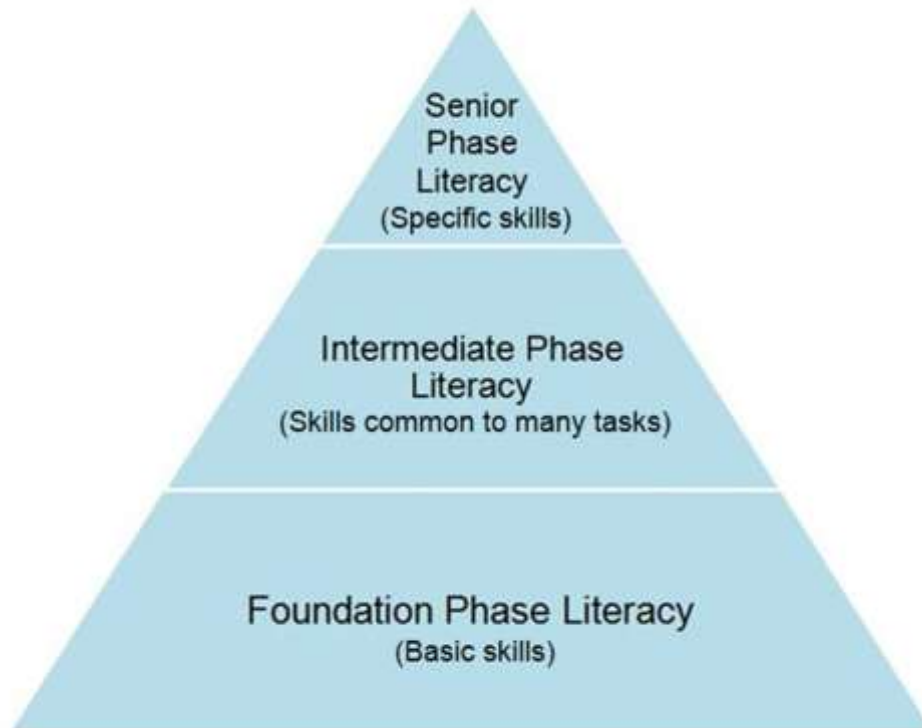 Senior
Phase
Literacy
(Specific skills)
Intermediate Phase
Literacy
(Skills common to many tasks)
Foundation Phase Literacy
(Basic skills)